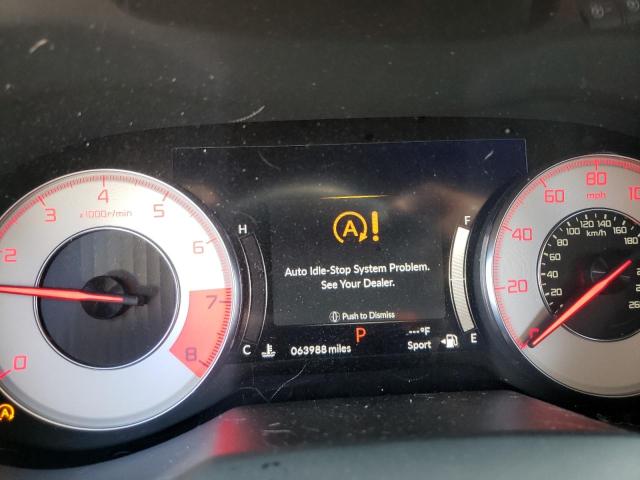 4
3
5
x1000r/min
2
6
7
1
8
0
A
H
C
A!
Auto Idle-Stop System Problem.
See Your Dealer.
Push to Dismiss
P
---°F
063988 miles
Sport
F
E
80
60
mph
40
20
0
120
100
140
80
km/h
160
60
180
40
20